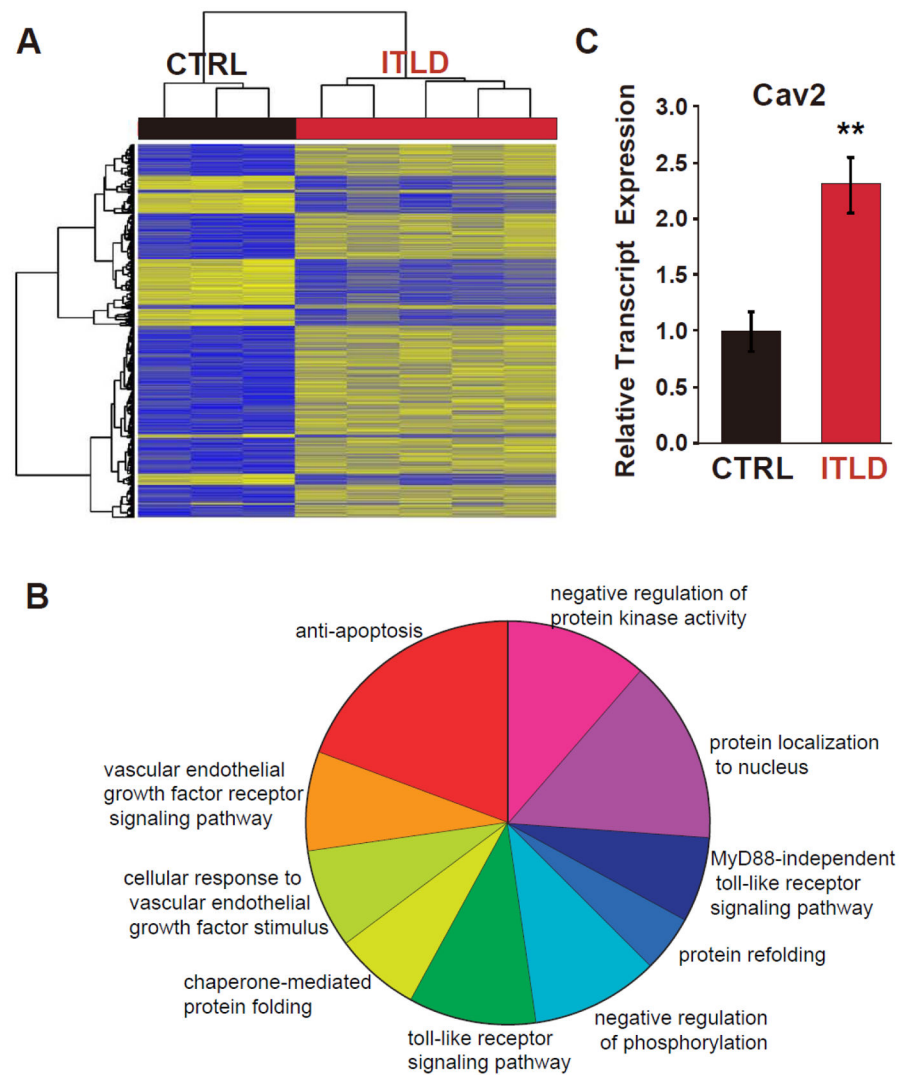 A
CTRL
ITLD
C
Cav2
**
Relative Transcript Expression
3.0
2.5
2.0
1.5
1.0
0.5
0.0
CTRL
ITLD
B
negative regulation of
protein kinase activity
anti-apoptosis
protein localization
to nucleus
vascular endothelial
growth factor receptor
signaling pathway
MyD88-independent
toll-like receptor
signaling pathway
cellular response to
vascular endothelial
growth factor stimulus
protein refolding
chaperone-mediated
protein folding
negative regulation
of phosphorylation
toll-like receptor
signaling pathway